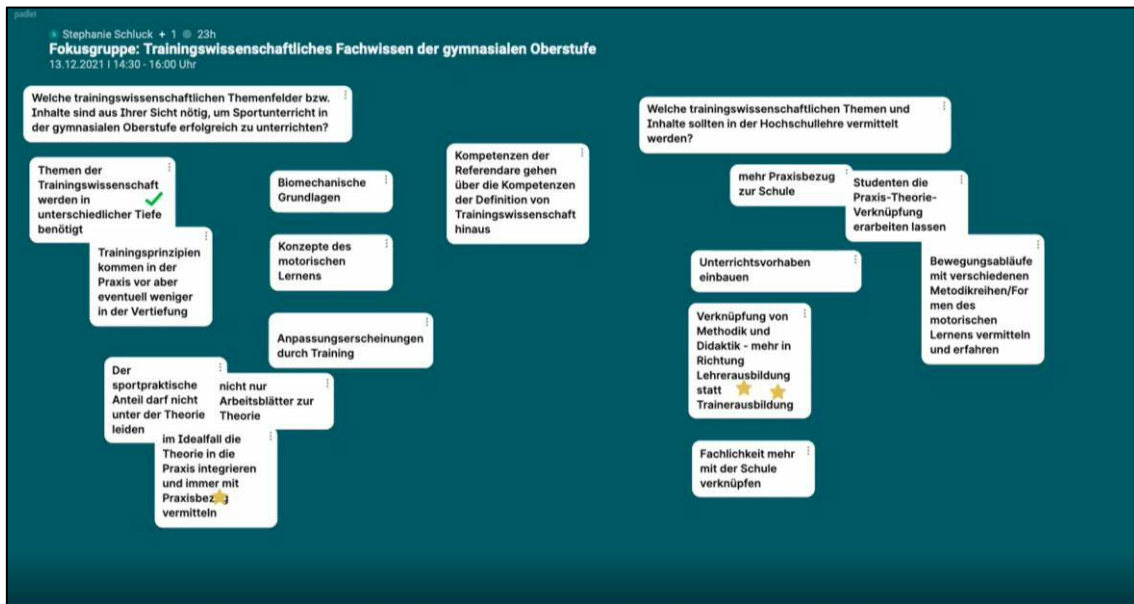 padlet
Stephanie Schluck + 1 23h
Fokusgruppe: Trainingswissenschaftliches Fachwissen der gymnasialen Oberstufe
13.12.2021 I 14:30 - 16:00 Uhr
Welche trainingswissenschaftlichen Themenfelder bzw.
Inhalte sind aus Ihrer Sicht nötig, um Sportunterricht in
der gymnasialen Oberstufe erfolgreich zu unterrichten?
Themen der
Trainingswissenschaft
werden in
unterschiedlicher Tiefe
benötigt
Trainingsprinzipien
kommen in der
Praxis vor aber
eventuell weniger
in der Vertiefung
Biomechanische
Grundlagen
Konzepte des
motorischen
Lernens
Anpassungserscheinungen
durch Training
Der
sportpraktische
Anteil darf nicht
unter der Theorie
leiden
nicht nur
Arbeitsblätter zur
Theorie
im Idealfall die
Theorie in die
Praxis integrieren
und immer mit
Praxisbezug
vermitteln
Kompetenzen der
Referendare gehen
über die Kompetenzen
der Definition von
Trainingswissenschaft
hinaus
Welche trainingswissenschaftlichen Themen und
Inhalte sollten in der Hochschullehre vermittelt
werden?
mehr Praxisbezug
zur Schule
Studenten die
Praxis-Theorie-
Verknüpfung
erarbeiten lassen
Unterrichtsvorhaben
einbauen
Bewegungsabläufe
mit verschiedenen
Metodikreihen/For
men des
motorischen
Lernens vermitteln
und erfahren
Verknüpfung von
Methodik und
Didaktik - mehr in
Richtung
Lehrerausbildung
statt
Trainerausbildung
Fachlichkeit mehr
mit der Schule
verknüpfen